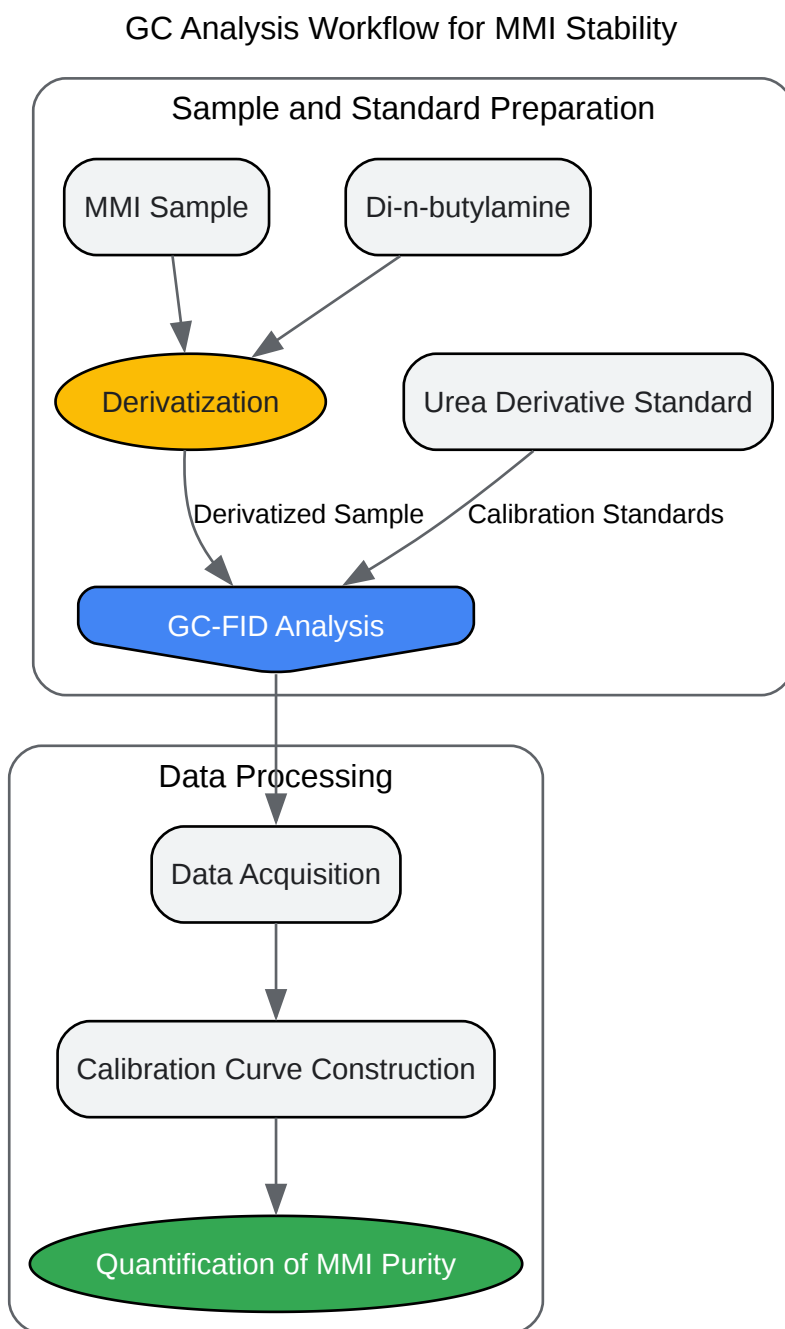 GC Analysis Workflow for MMI Stability
Sample and Standard Preparation
MMI Sample
Di-n-butylamine
Derivatization
Urea Derivative Standard
Derivatized Sample
Calibration Standards
GC-FID Analysis
Data Processing
Data Acquisition
Calibration Curve Construction
Quantification of MMI Purity